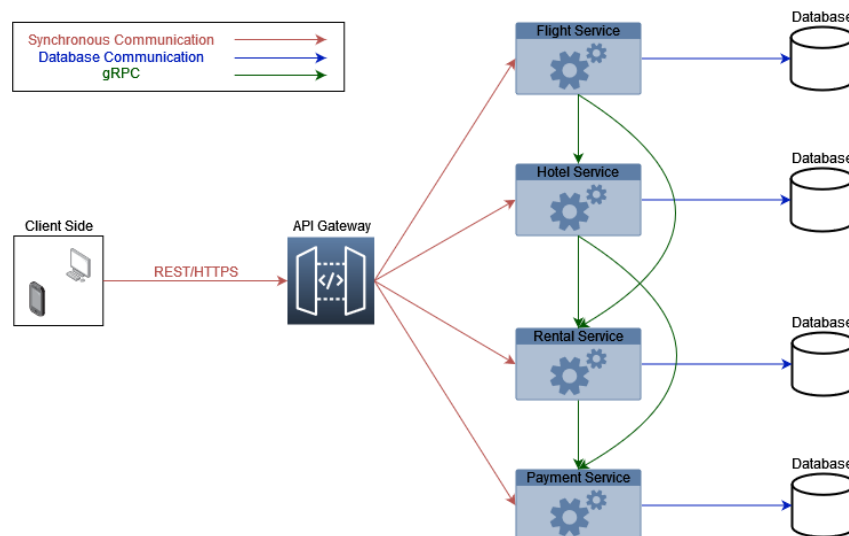 Synchronous Communication
Database Communication
gRPC
Flight Service
Database
Hotel Service
Database
Client Side
API Gateway
REST/HTTPS
</>
Rental Service
Database
Payment Service
Database